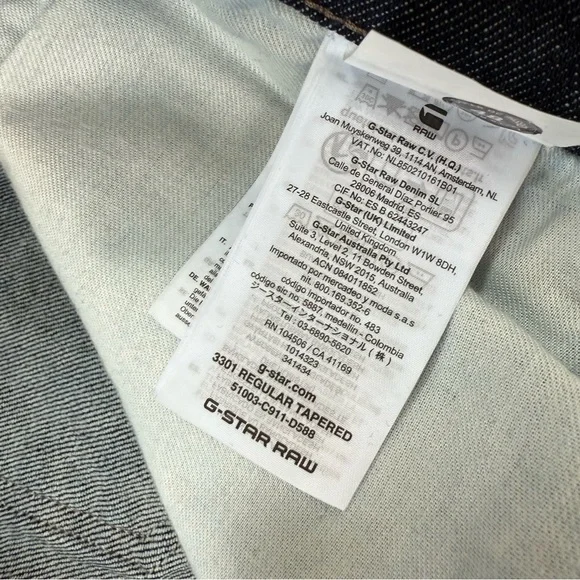 RAW
G-Star Raw C.V. (H.Q.)
Joan Muyskenweg 39, 1114 AN, Amsterdam, NL
VAT. No: NL850210161B01
G-Star Raw Denim SL
Calle de General Diaz Porlier 95
28006 Madrid, ES
CIF No: ES B 62443247
G-Star (UK) Limited
27-28 Eastcastle Street, London W1W 8DH,
United Kingdom
G-Star Australia Pty Ltd
Suite 3, Level 2, 11 Bowden Street,
Alexandria, NSW 2015, Australia
ACN 084011652
Importado por mercadeo y moda s.a.s
nit. 800.169.352-6
código sic no. 5887 medellin.- Colombia
código importador no. 483
ジースターインターナショナル(株)
Tel : 03-6890-5620
RN 104506 / CA 41169
1014323
341434
g-star.com
3301 REGULAR TAPERED
51003-C911-D588
G-STAR RAW